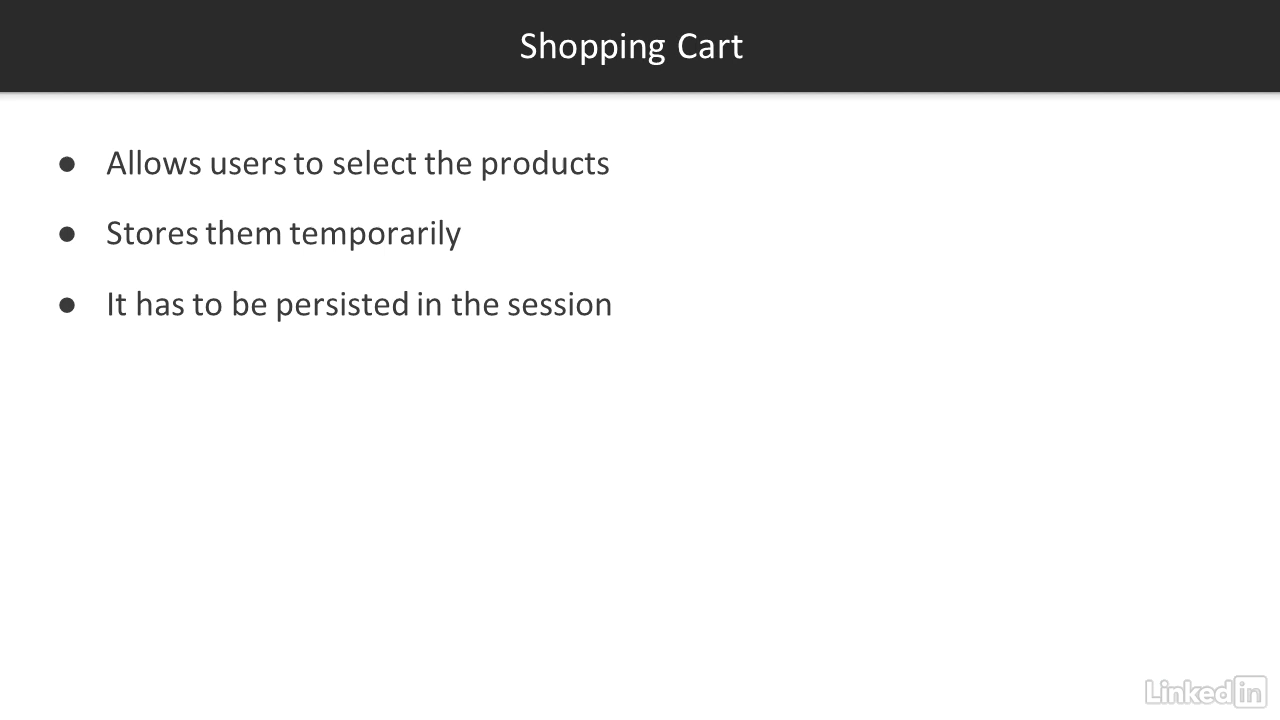 Shopping Cart
● Allows users to select the products
● Stores them temporarily
● It has to be persisted in the session
Linked in